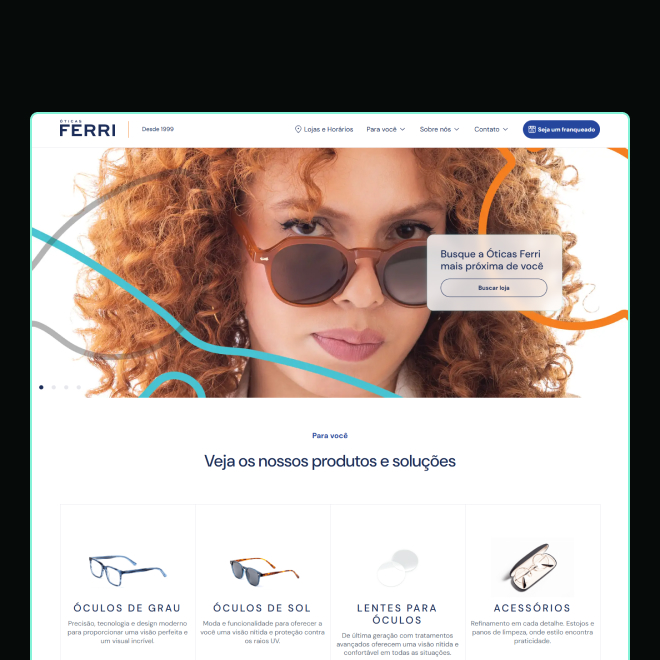 ÓTICAS
FERRI
Desde 1999
Lojas e Horários
Para você
Sobre nós
Contato
Seja um franqueado
Busque a Óticas Ferri
mais próxima de você
Buscar loja
Para você
Veja os nossos produtos e soluções
ÓCULOS DE GRAU
Precisão, tecnologia e design moderno
para proporcionar uma visão perfeita e
um visual incrível.
ÓCULOS DE SOL
Moda e funcionalidade para oferecer a
você uma visão nítida e proteção contra
os raios UV.
LENTES PARA
ÓCULOS
De última geração com tratamentos
avançados oferecem uma visão nítida e
confortável em todas as situações.
ACESSÓRIOS
Refinamento em cada detalhe. Estojos e
panos de limpeza, onde estilo encontra
praticidade.